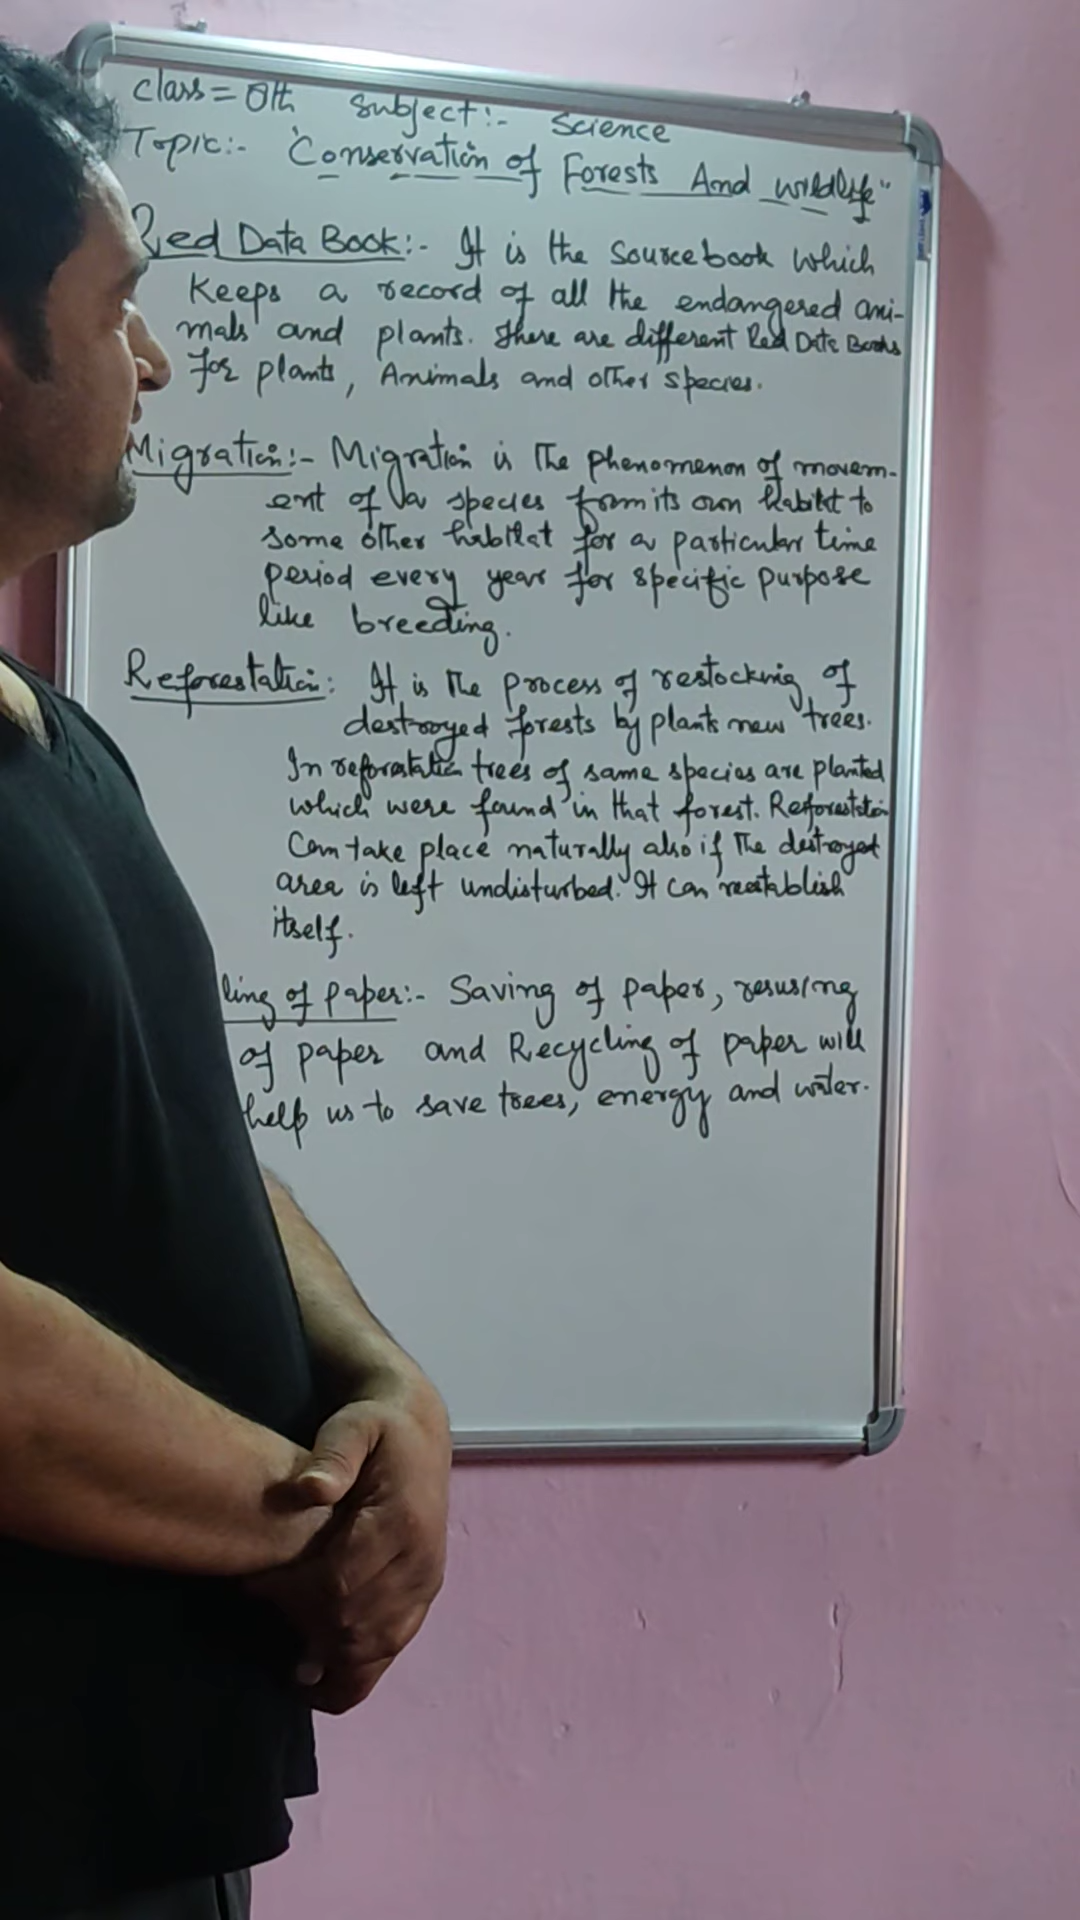 class = 8th Subject:- Science
Topic:- "Conservation of Forests And wildlife"
Red Data Book:- It is the Sourcebook which
Keeps a record of all the endangered ani-
mals and plants. There are different Red Data Books
for plants, Animals and other species.
Migration:- Migration is The phenomenon of movem-
ent of a species from its own habitat to
some other habitat for a particular time
period every year for specific purpose
like breeding.
Reforestation: It is The process of restocking of
destroyed forests by plants new trees.
In reforestation trees of same species are planted
which were found in that forest. Reforestation
Can take place naturally also if The destroyed
area is left undisturbed. It can reestablish
itself.
ling of paper:- Saving of paper, resusing
of paper and Recycling of paper will
help us to save trees, energy and water.